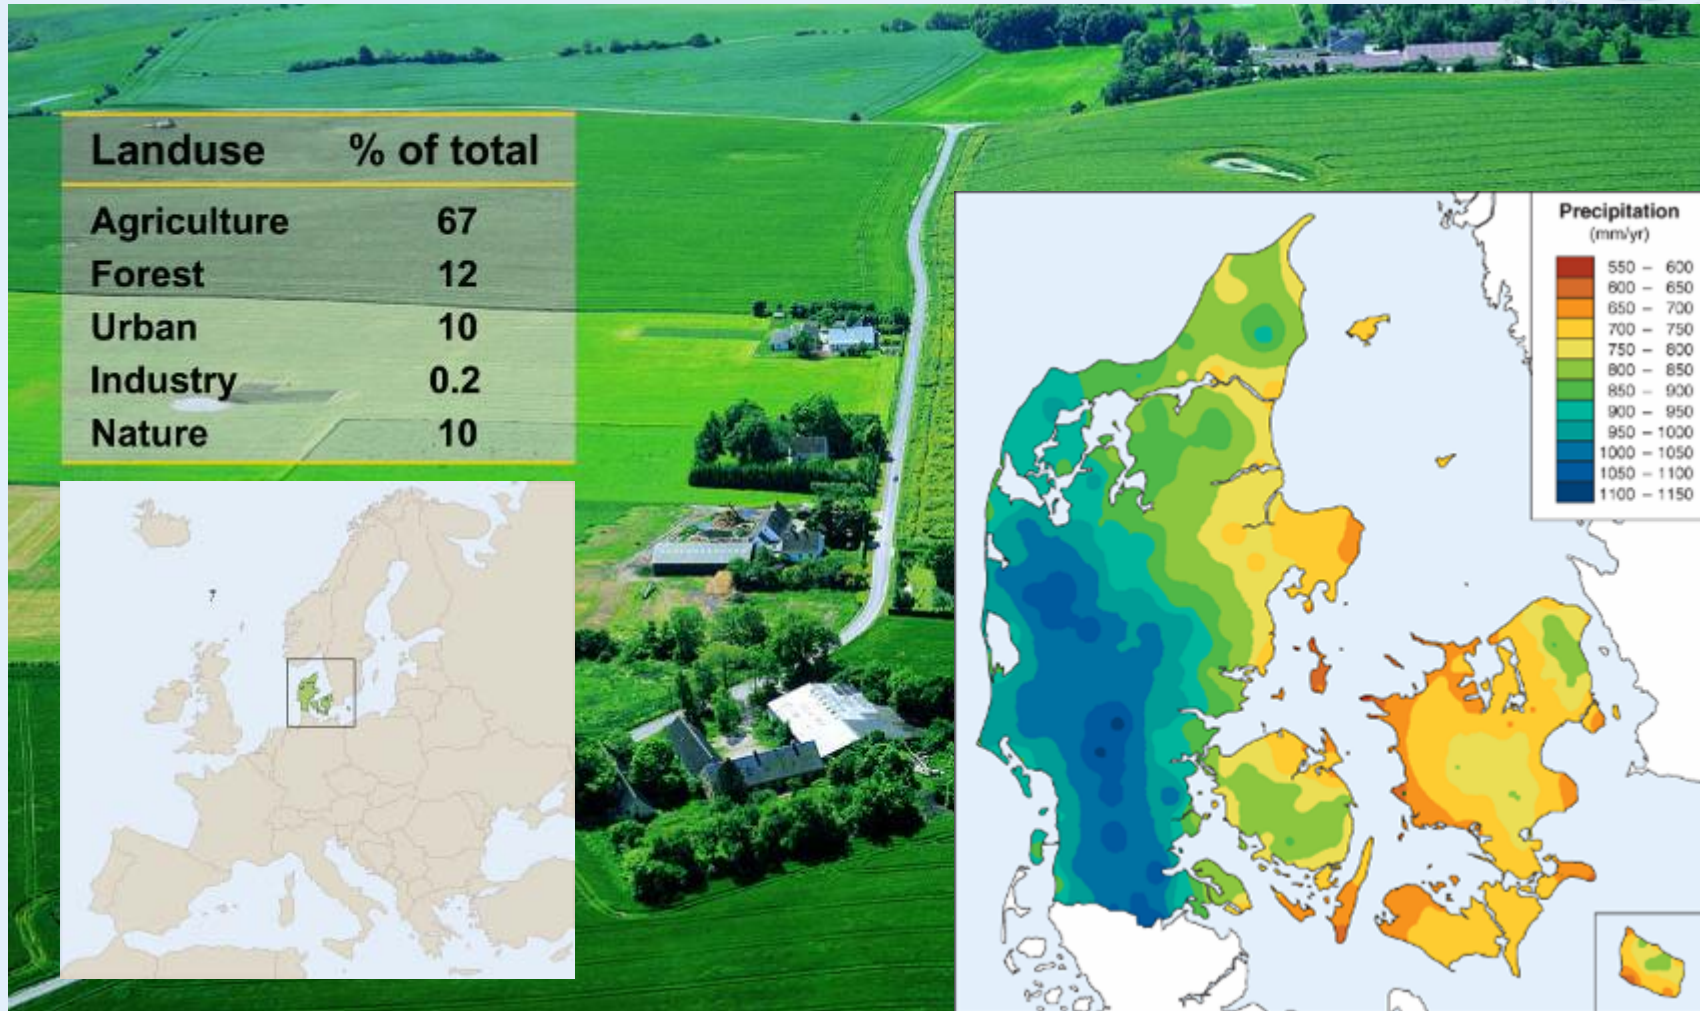 Landuse % of total
Agriculture 67
Forest 12
Urban 10
Industry 0.2
Nature 10
?
Precipitation
(mm/yr)
550 – 600
600 – 650
650 – 700
700 – 750
750 – 800
800 – 850
850 – 900
900 – 950
950 – 1000
1000 – 1050
1050 – 1100
1100 – 1150